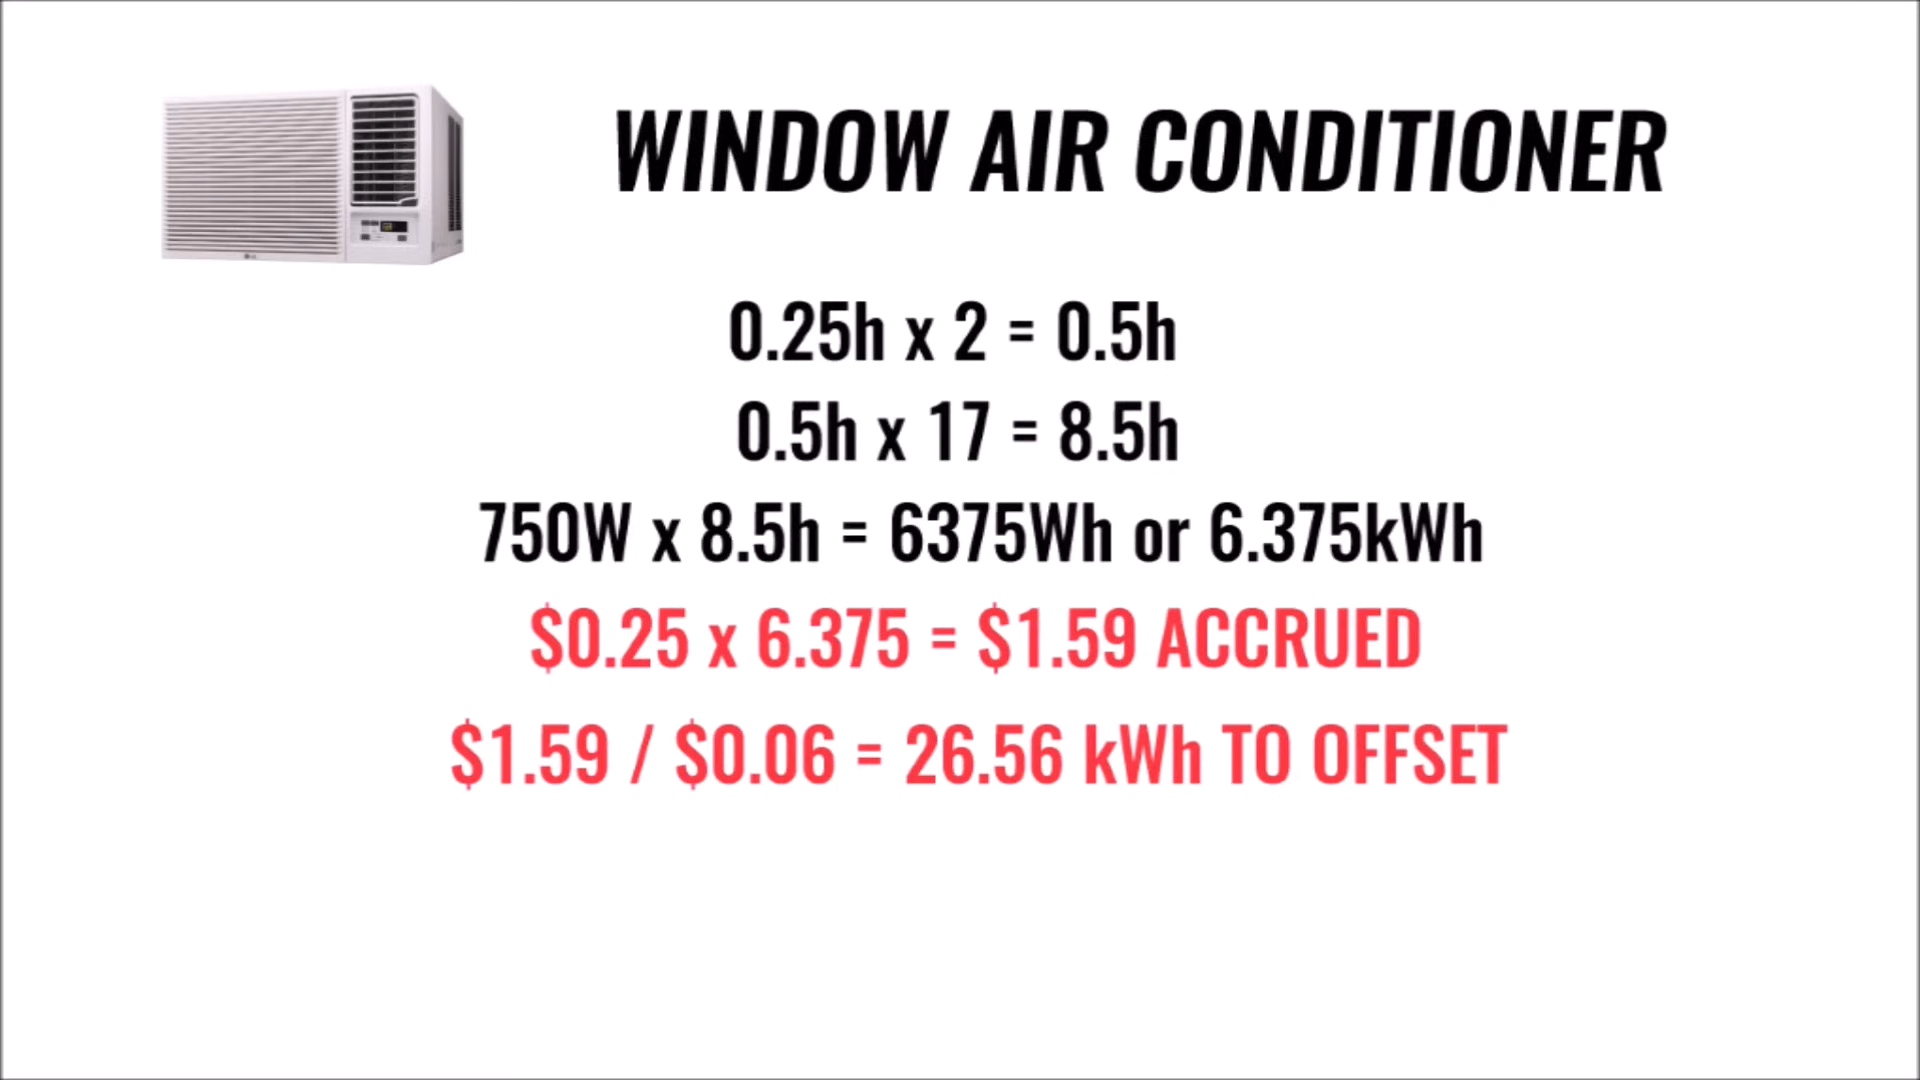 WINDOW AIR CONDITIONER
0.25h x 2 = 0.5h
0.5h x 17 = 8.5h
750W x 8.5h = 6375Wh or 6.375kWh
$0.25 x 6.375 = $1.59 ACCRUED
$1.59 / $0.06 = 26.56 kWh TO OFFSET